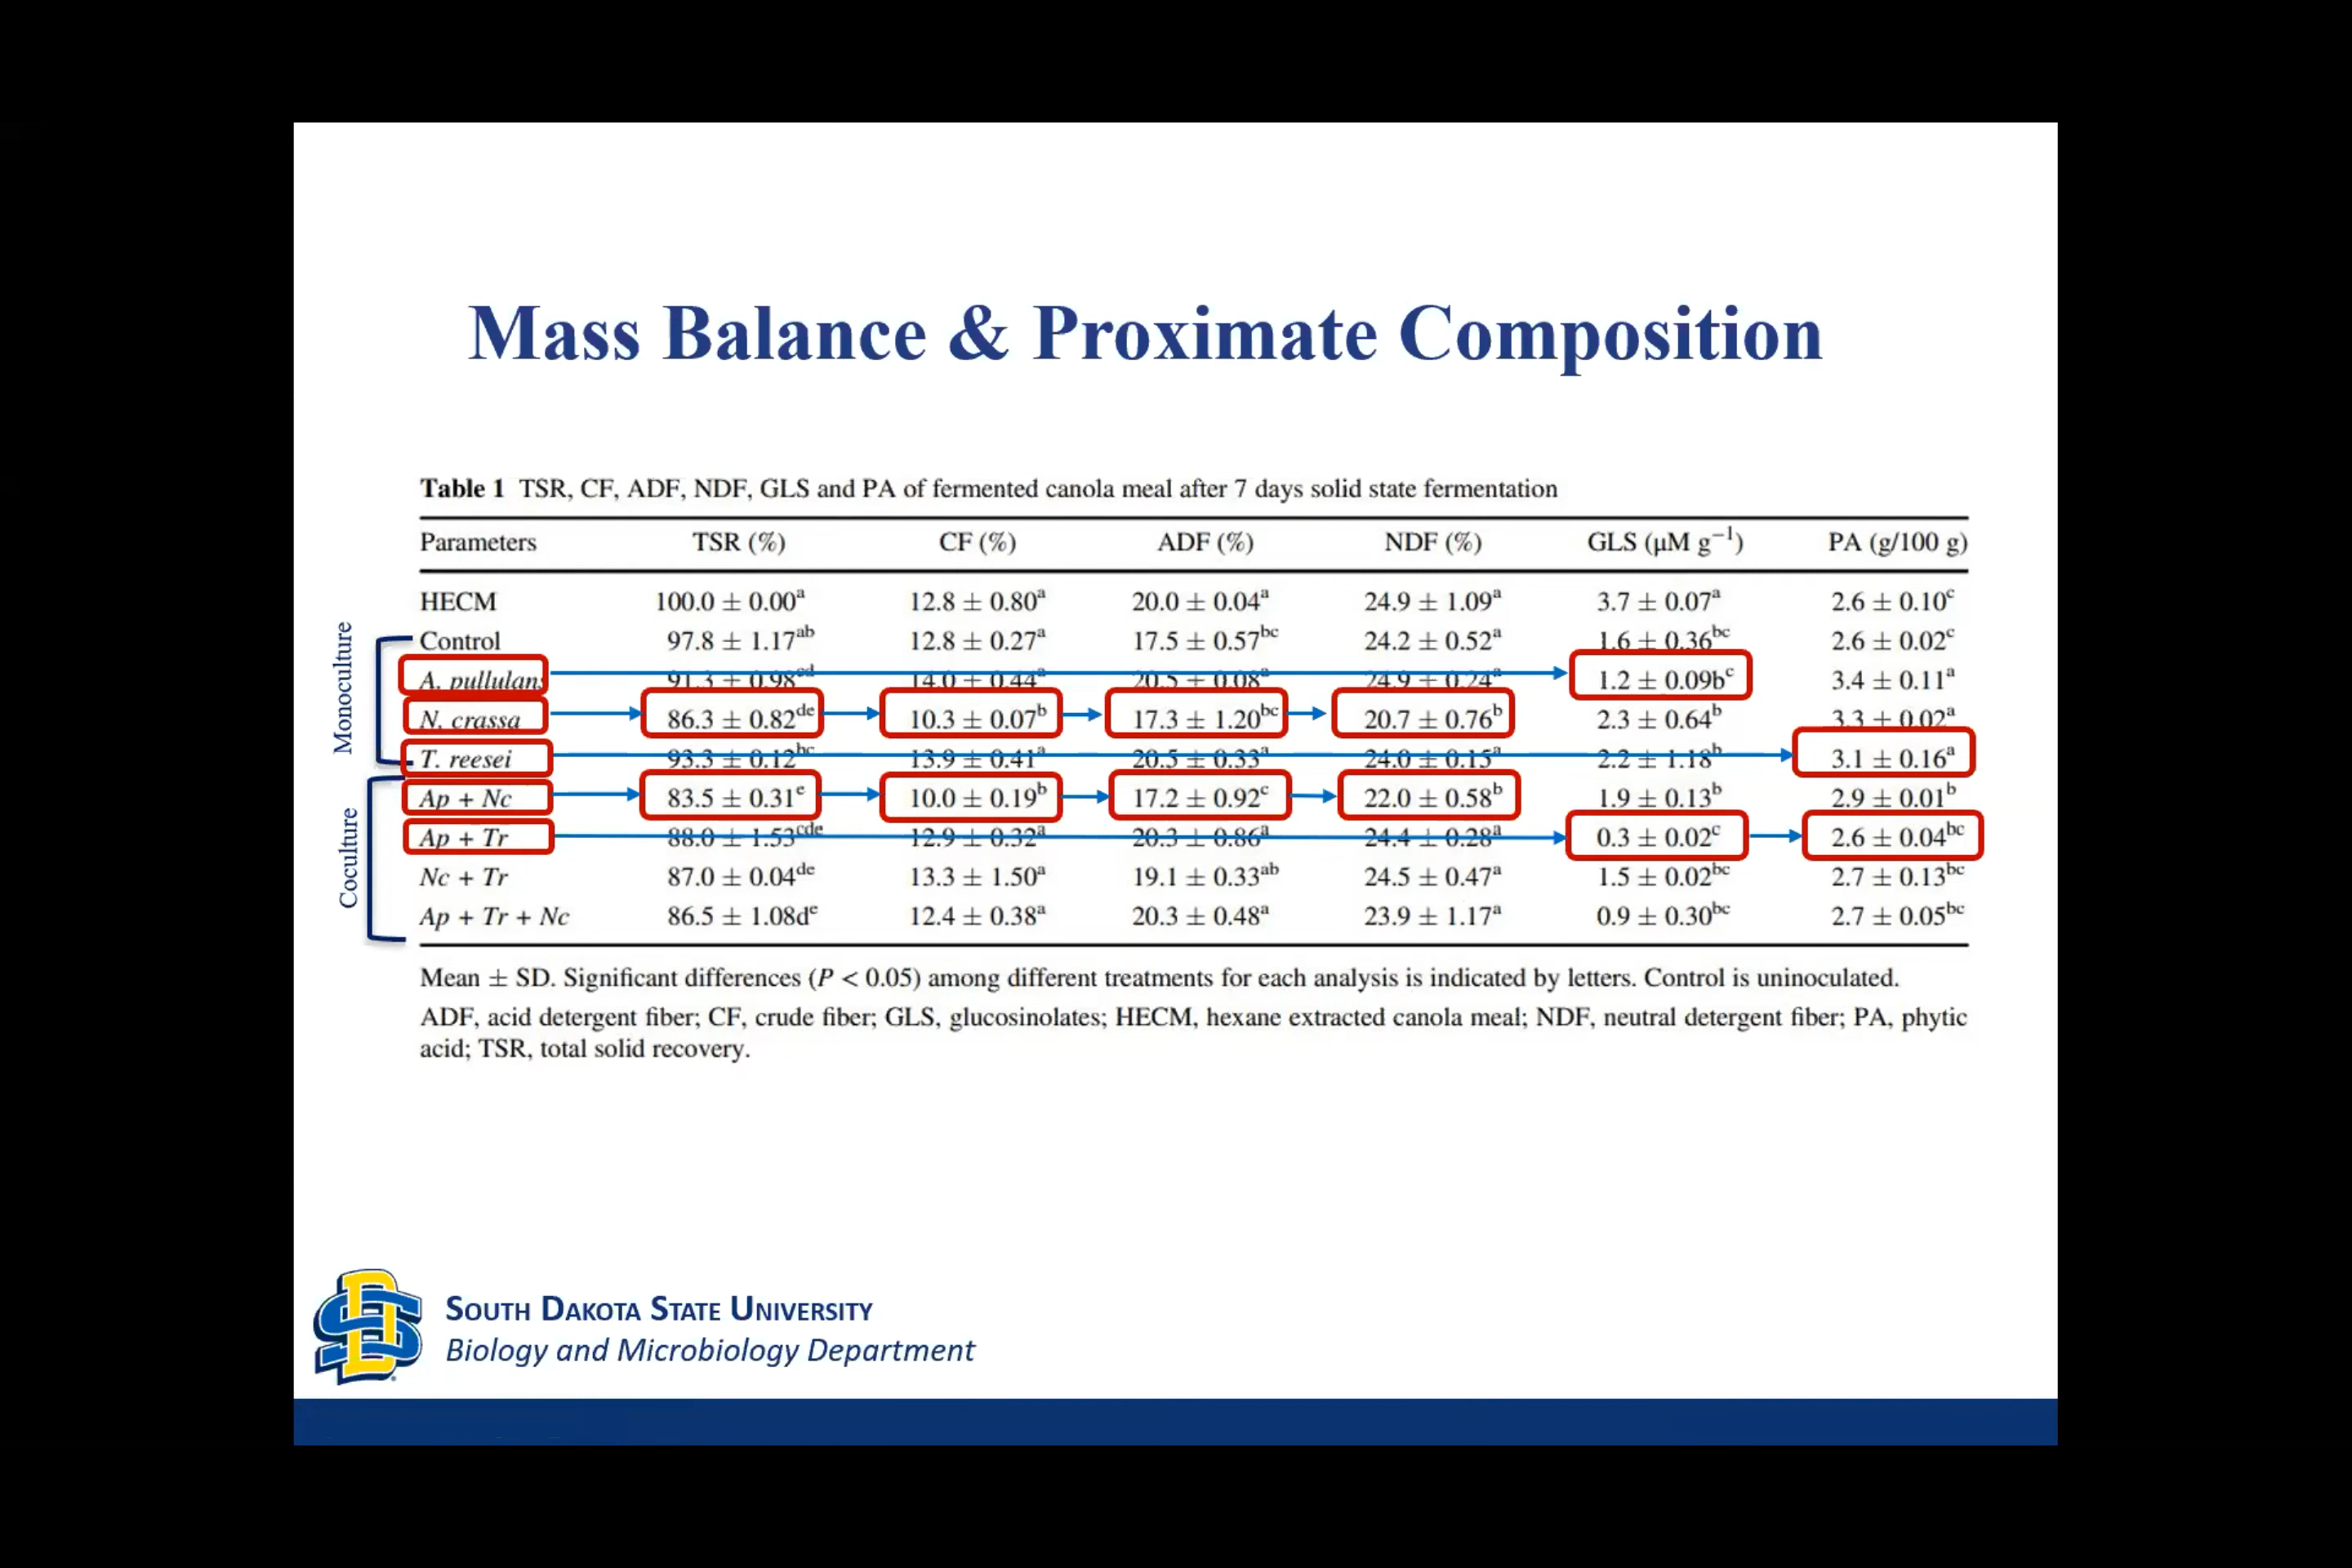 Mass Balance & Proximate Composition
Table 1 TSR, CF, ADF, NDF, GLS and PA of fermented canola meal after 7 days solid state fermentation
Parameters TSR (%) CF (%) ADF (%) NDF (%) GLS (μM g⁻¹) PA (g/100 g)
HECM 100.0 ± 0.00ᵃ 12.8 ± 0.80ᵃ 20.0 ± 0.04ᵃ 24.9 ± 1.09ᵃ 3.7 ± 0.07ᵃ 2.6 ± 0.10ᶜ
Monoculture
Control 97.8 ± 1.17ᵃᵇ 12.8 ± 0.27ᵃ 17.5 ± 0.57ᵇᶜ 24.2 ± 0.52ᵃ 1.6 ± 0.36ᵇᶜ 2.6 ± 0.02ᶜ
A. pullulans 91.3 ± 0.98ᶜᵈ 14.0 ± 0.44ᵃ 20.5 ± 0.08ᵃ 24.9 ± 0.24ᵃ 1.2 ± 0.09bᶜ 3.4 ± 0.11ᵃ
N. crassa 86.3 ± 0.82ᵈᵉ 10.3 ± 0.07ᵇ 17.3 ± 1.20ᵇᶜ 20.7 ± 0.76ᵇ 2.3 ± 0.64ᵇ 3.3 ± 0.02ᵃ
T. reesei 93.3 ± 0.12ᵇᶜ 13.9 ± 0.41ᵃ 20.5 ± 0.33ᵃ 24.0 ± 0.15ᵃ 2.2 ± 1.18ᵇ 3.1 ± 0.16ᵃ
Coculture
Ap + Nc 83.5 ± 0.31ᵉ 10.0 ± 0.19ᵇ 17.2 ± 0.92ᶜ 22.0 ± 0.58ᵇ 1.9 ± 0.13ᵇ 2.9 ± 0.01ᵇ
Ap + Tr 88.0 ± 1.53ᶜᵈᵉ 12.9 ± 0.32ᵃ 20.3 ± 0.86ᵃ 24.4 ± 0.28ᵃ 0.3 ± 0.02ᶜ 2.6 ± 0.04ᵇᶜ
Nc + Tr 87.0 ± 0.04ᵈᵉ 13.3 ± 1.50ᵃ 19.1 ± 0.33ᵃᵇ 24.5 ± 0.47ᵃ 1.5 ± 0.02ᵇᶜ 2.7 ± 0.13ᵇᶜ
Ap + Tr + Nc 86.5 ± 1.08dᵉ 12.4 ± 0.38ᵃ 20.3 ± 0.48ᵃ 23.9 ± 1.17ᵃ 0.9 ± 0.30ᵇᶜ 2.7 ± 0.05ᵇᶜ
Mean ± SD. Significant differences (P < 0.05) among different treatments for each analysis is indicated by letters. Control is uninoculated.
ADF, acid detergent fiber; CF, crude fiber; GLS, glucosinolates; HECM, hexane extracted canola meal; NDF, neutral detergent fiber; PA, phytic
acid; TSR, total solid recovery.
SOUTH DAKOTA STATE UNIVERSITY
Biology and Microbiology Department